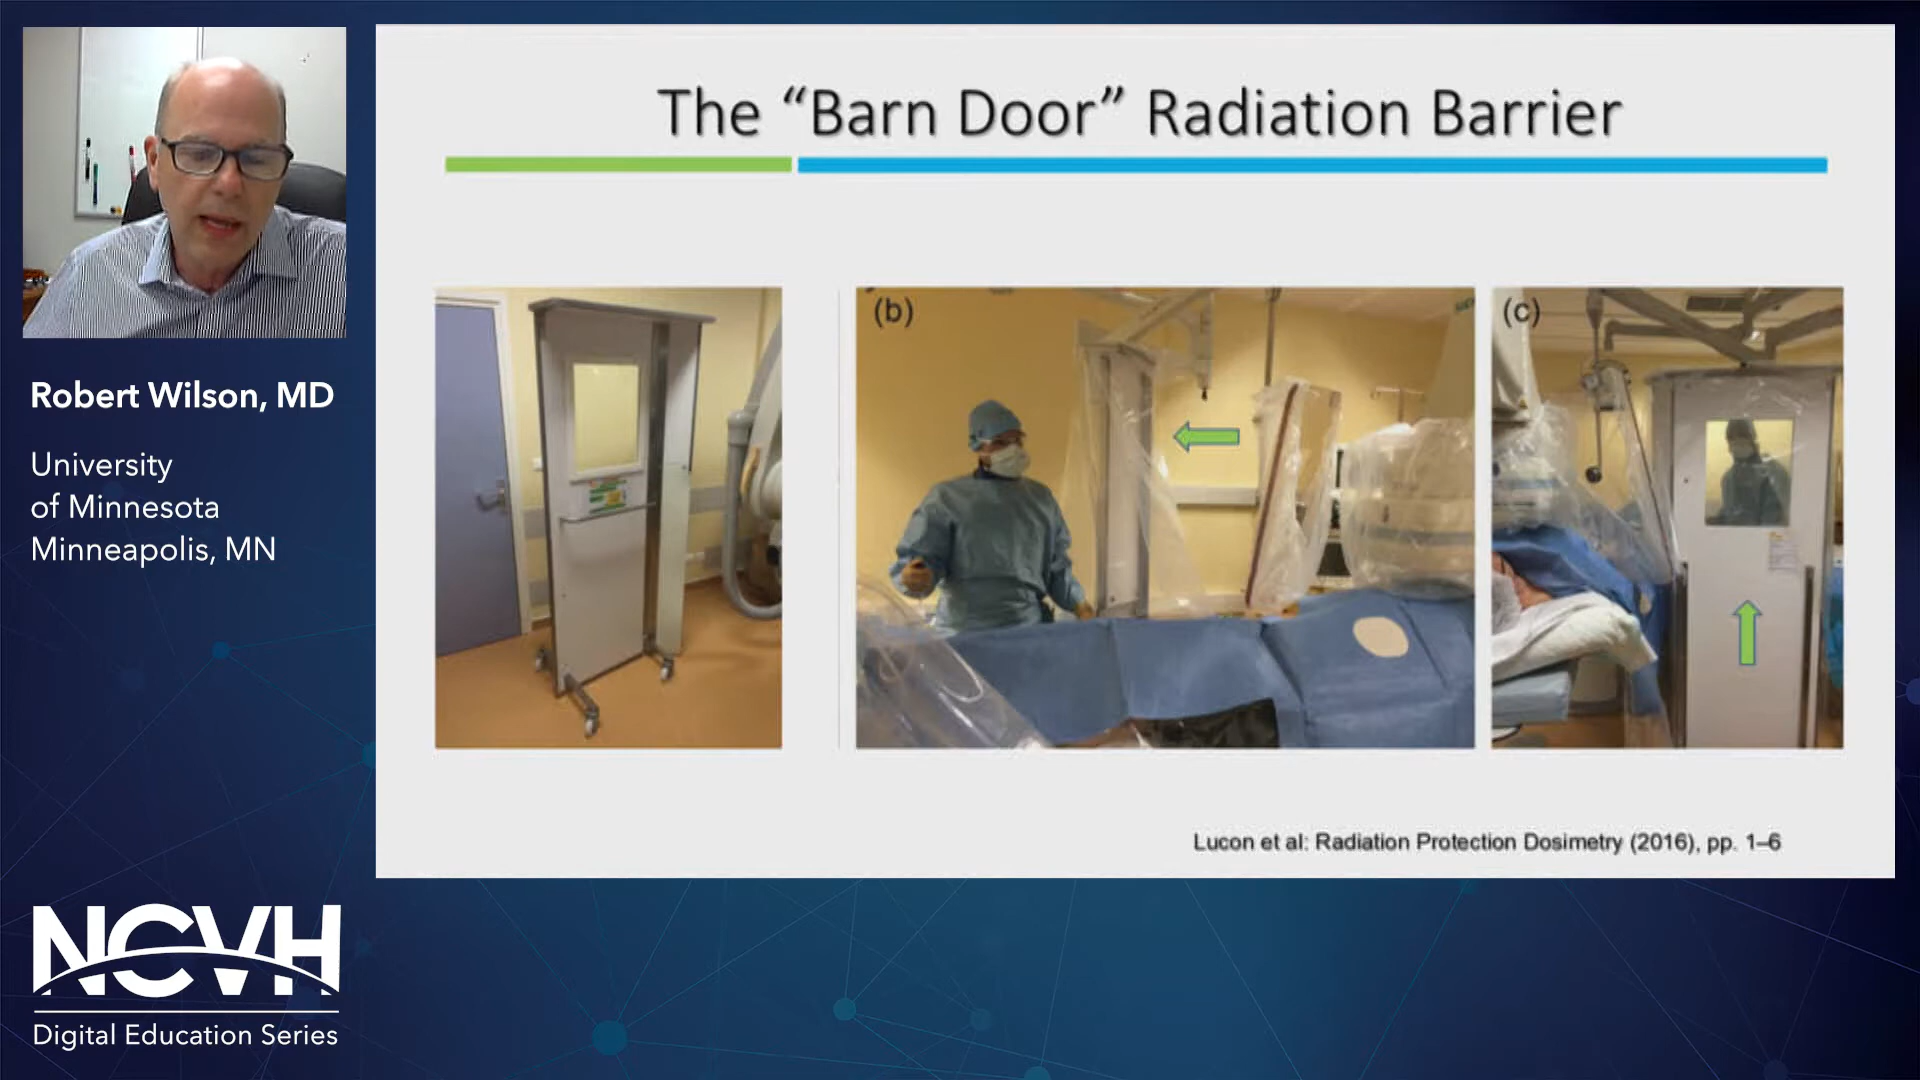 The “Barn Door” Radiation Barrier
(b)
(c)
Robert Wilson, MD
University
of Minnesota
Minneapolis, MN
Lucon et al: Radiation Protection Dosimetry (2016), pp. 1–6
NCVH
Digital Education Series